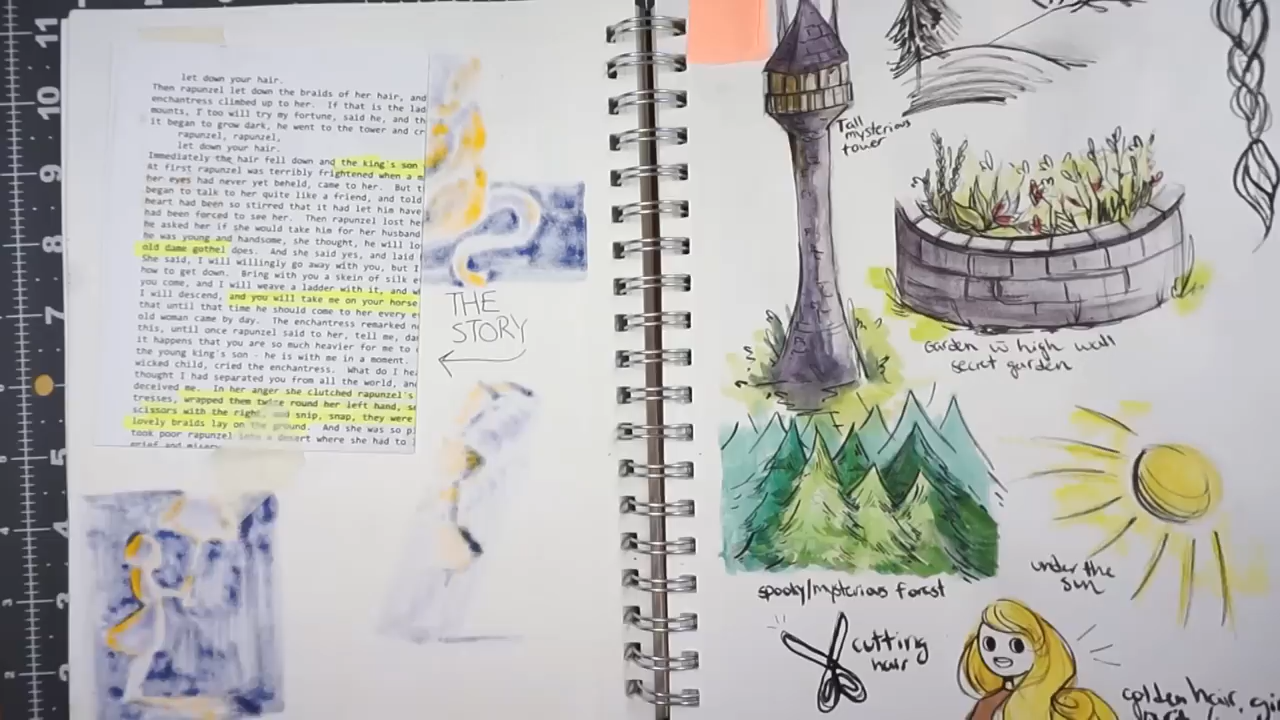 let down your hair.
Then rapunzel let down the braids of her hair, and
enchantress climbed up to her. If that is the lad
mounts, I too will try my fortune, said he, and th
it began to grow dark, he went to the tower and cr
rapunzel, rapunzel,
let down your hair.
Immediately the hair fell down and the king's son
At first rapunzel was terribly frightened when a m
her eyes had never yet beheld, came to her. But t
began to talk to her quite like a friend, and told
heart had been so stirred that it had let him have
had been forced to see her. Then rapunzel lost he
he asked her if she would take him for her husband
he was young and handsome, she thought, he will lo
old dame gothel does. And she said yes, and laid
She said, I will willingly go away with you, but I
how to get down. Bring with you a skein of silk e
you come, and I will weave a ladder with it, and w
I will descend, and you will take me on your horse
that until that time he should come to her every e
old woman came by day. The enchantress remarked n
this, until once rapunzel said to her, tell me, da
it happens that you are so much heavier for me to
the young king's son - he is with me in a moment.
wicked child, cried the enchantress. What do I hea
thought I had separated you from all the world, an
deceived me. In her anger she clutched rapunzel's
tresses, wrapped them twice round her left hand, s
scissors with the right, and snip, snap, they were
lovely braids lay on the ground. And she was so p
took poor rapunzel into a desert where she had to
grief and misery
THE
STORY
Tall
mysterious
tower
Garden w high wall
secret garden
spooky/mysterious forest
under the
sun
cutting
hair
golden hair,
11
10
9
8
7
5
4
3
2